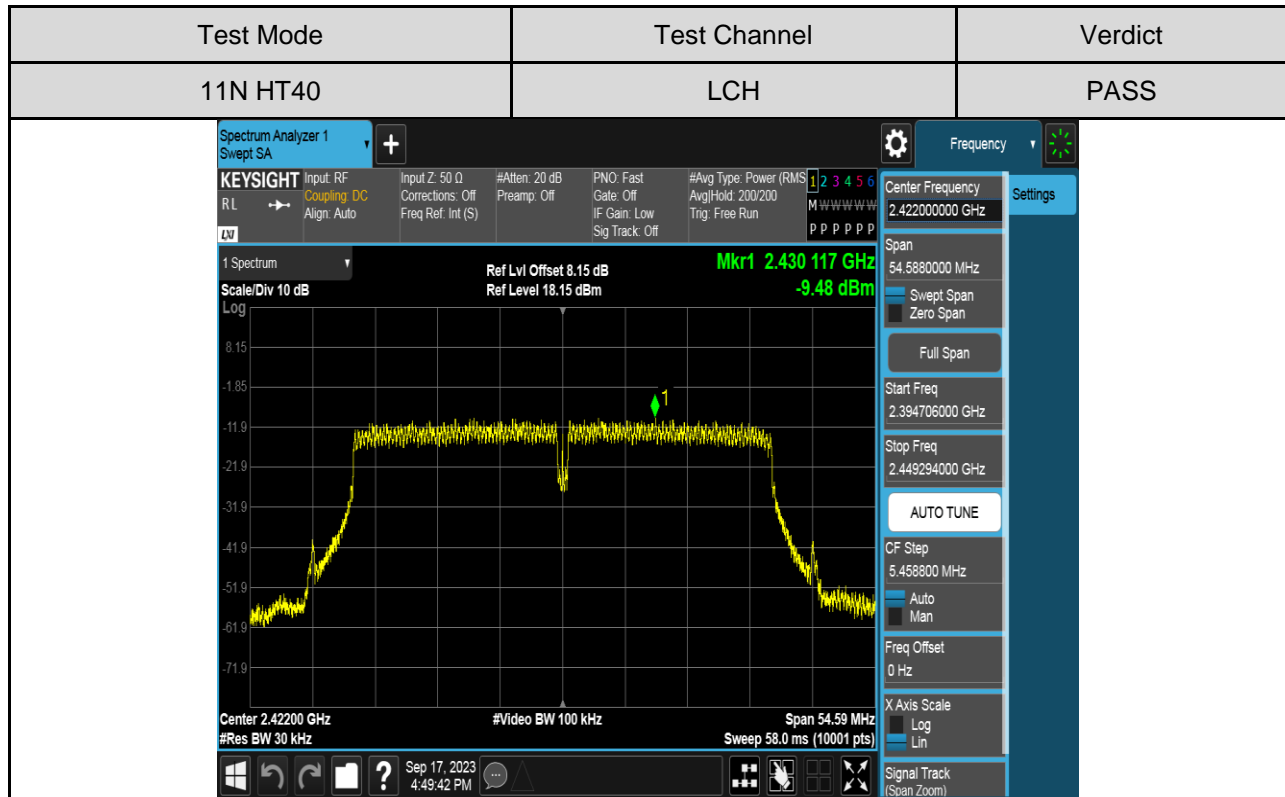 Test Mode Test Channel Verdict
11N HT40 LCH PASS
Spectrum Analyzer 1
Swept SA
+
Frequency
KEYSIGHT Input: RF Input Z: 50 Ω #Atten: 20 dB PNO: Fast #Avg Type: Power (RMS 1 2 3 4 5 6
RL Coupling: DC Corrections: Off Preamp: Off Gate: Off Avg|Hold: 200/200 M W W W W W
Align: Auto Freq Ref: Int (S) IF Gain: Low Trig: Free Run
LXI Sig Track: Off P P P P P P
Center Frequency
2.422000000 GHz
Settings
Span
54.5880000 MHz
Swept Span
Zero Span
Full Span
Start Freq
2.394706000 GHz
Stop Freq
2.449294000 GHz
AUTO TUNE
CF Step
5.458800 MHz
Auto
Man
Freq Offset
0 Hz
X Axis Scale
Log
Lin
Signal Track
(Span Zoom)
1 Spectrum Ref Lvl Offset 8.15 dB Mkr1 2.430 117 GHz
Scale/Div 10 dB Ref Level 18.15 dBm -9.48 dBm
Log
8.15
-1.85
1
-11.9
-21.9
-31.9
-41.9
-51.9
-61.9
-71.9
Center 2.42200 GHz #Video BW 100 kHz Span 54.59 MHz
#Res BW 30 kHz Sweep 58.0 ms (10001 pts)
? Sep 17, 2023
4:49:42 PM